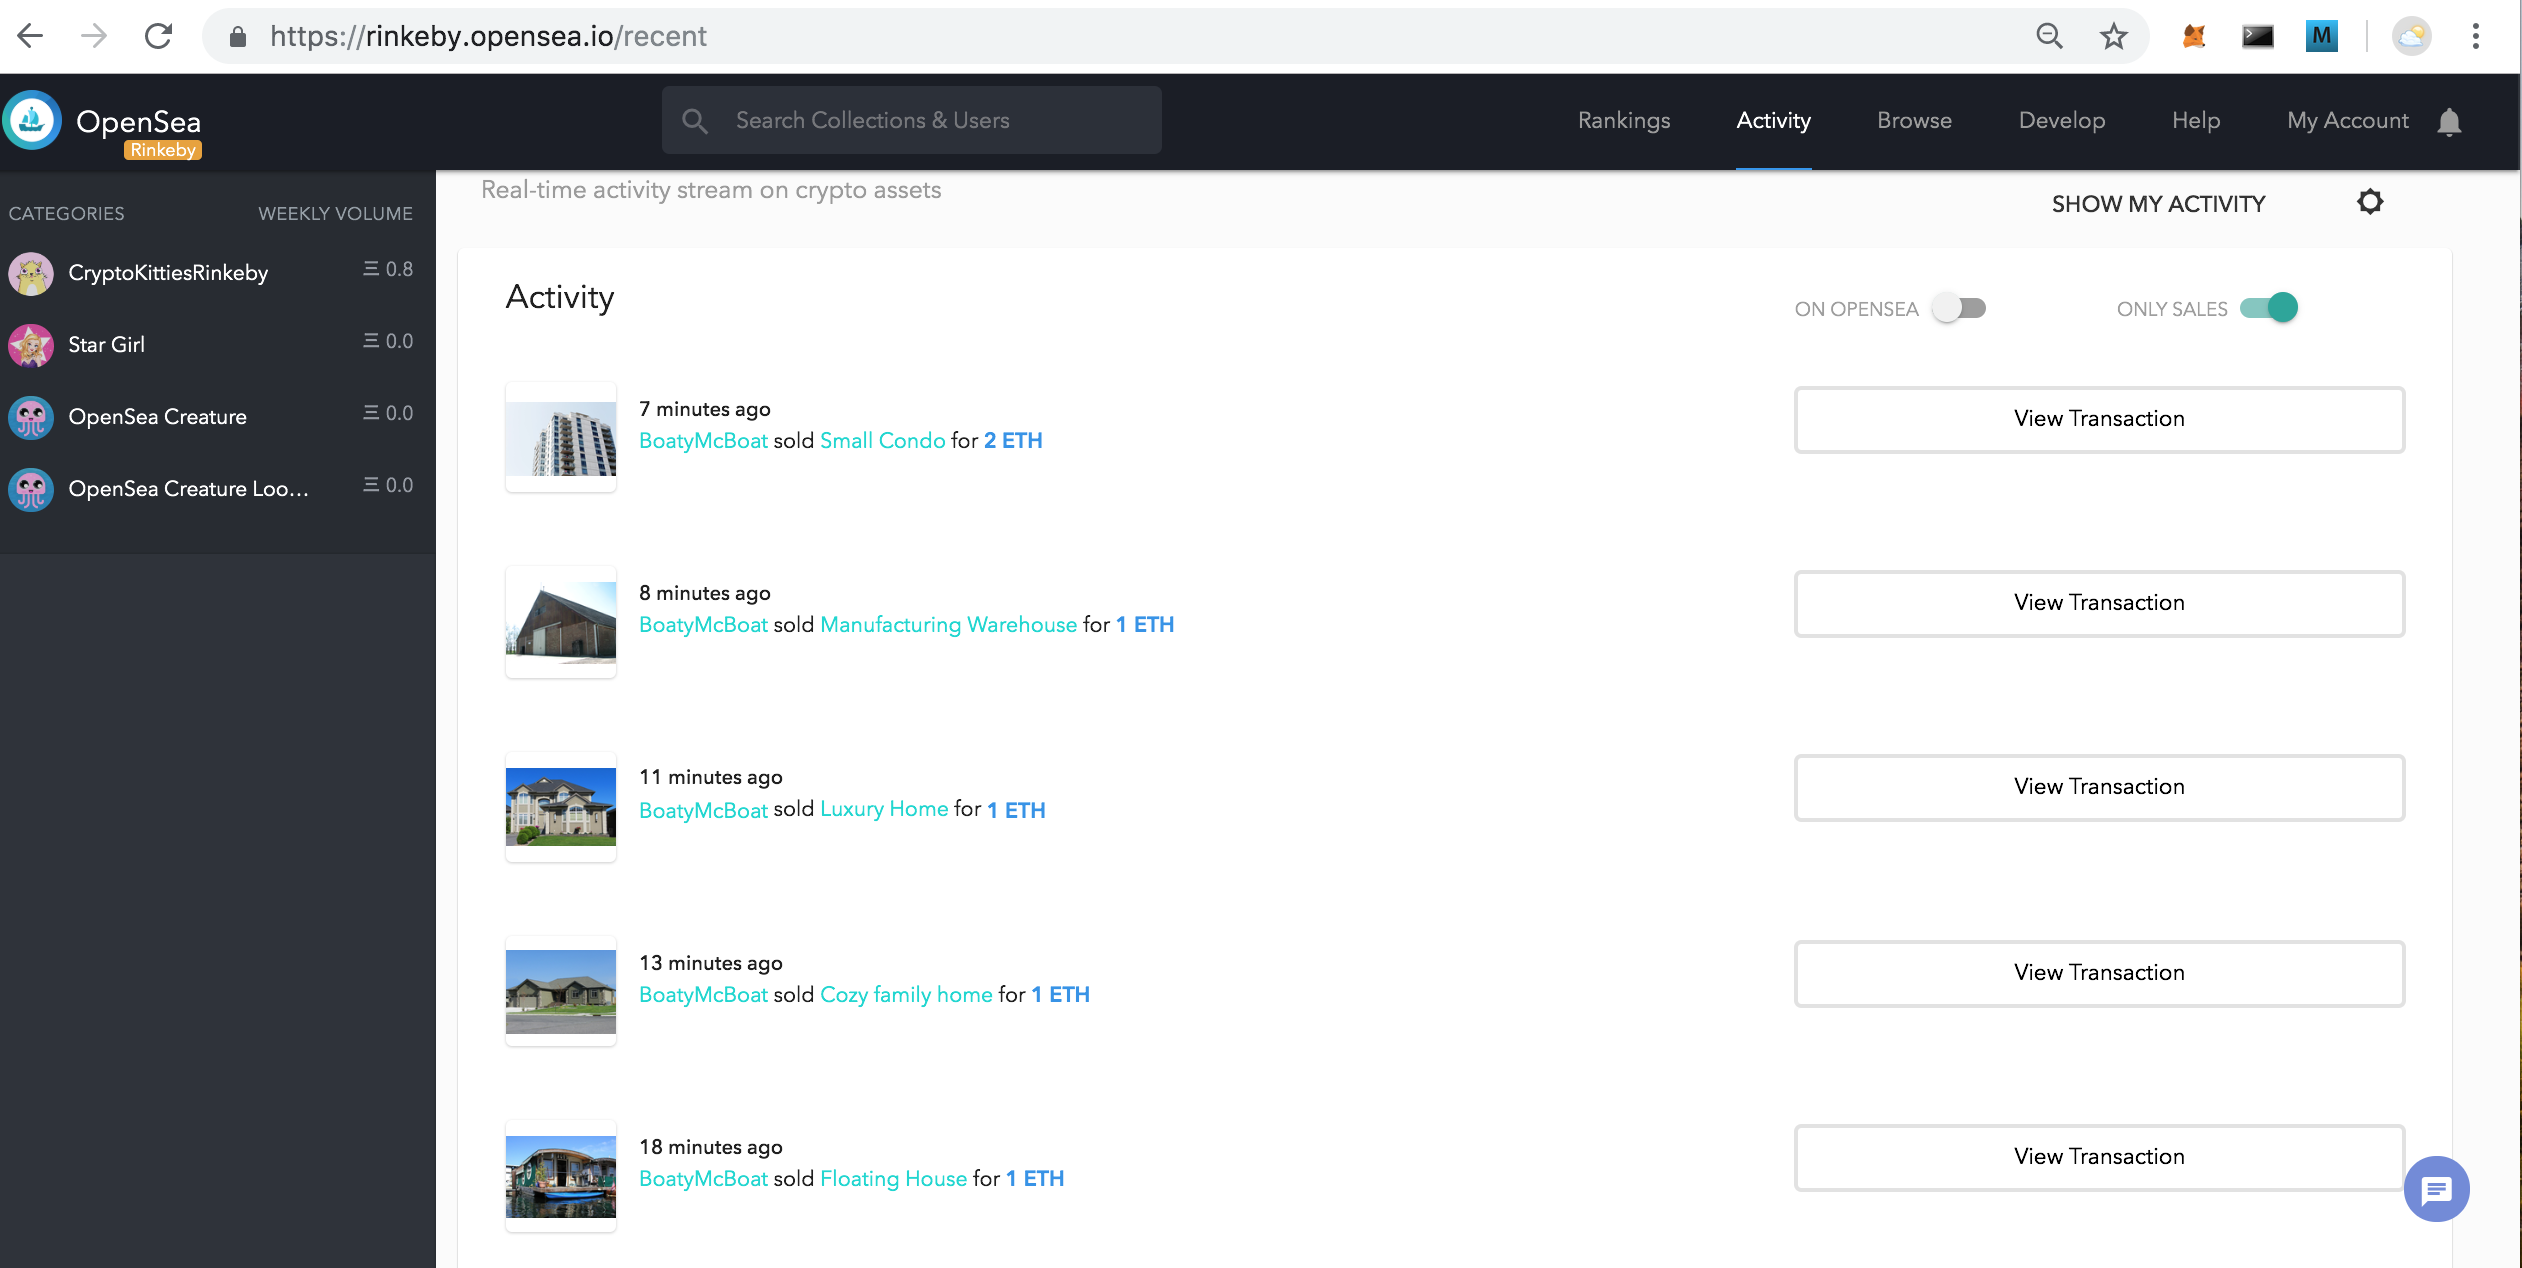 https://rinkeby.opensea.io/recent
M
OpenSea
Rinkeby
Search Collections & Users
Rankings
Activity
Browse
Develop
Help
My Account
CATEGORIES
WEEKLY VOLUME
CryptoKittiesRinkeby
0.8
Star Girl
0.0
OpenSea Creature
0.0
OpenSea Creature Loo...
0.0
Real-time activity stream on crypto assets
SHOW MY ACTIVITY
Activity
ON OPENSEA
ONLY SALES
7 minutes ago
BoatyMcBoat sold Small Condo for 2 ETH
View Transaction
8 minutes ago
BoatyMcBoat sold Manufacturing Warehouse for 1 ETH
View Transaction
11 minutes ago
BoatyMcBoat sold Luxury Home for 1 ETH
View Transaction
13 minutes ago
BoatyMcBoat sold Cozy family home for 1 ETH
View Transaction
18 minutes ago
BoatyMcBoat sold Floating House for 1 ETH
View Transaction